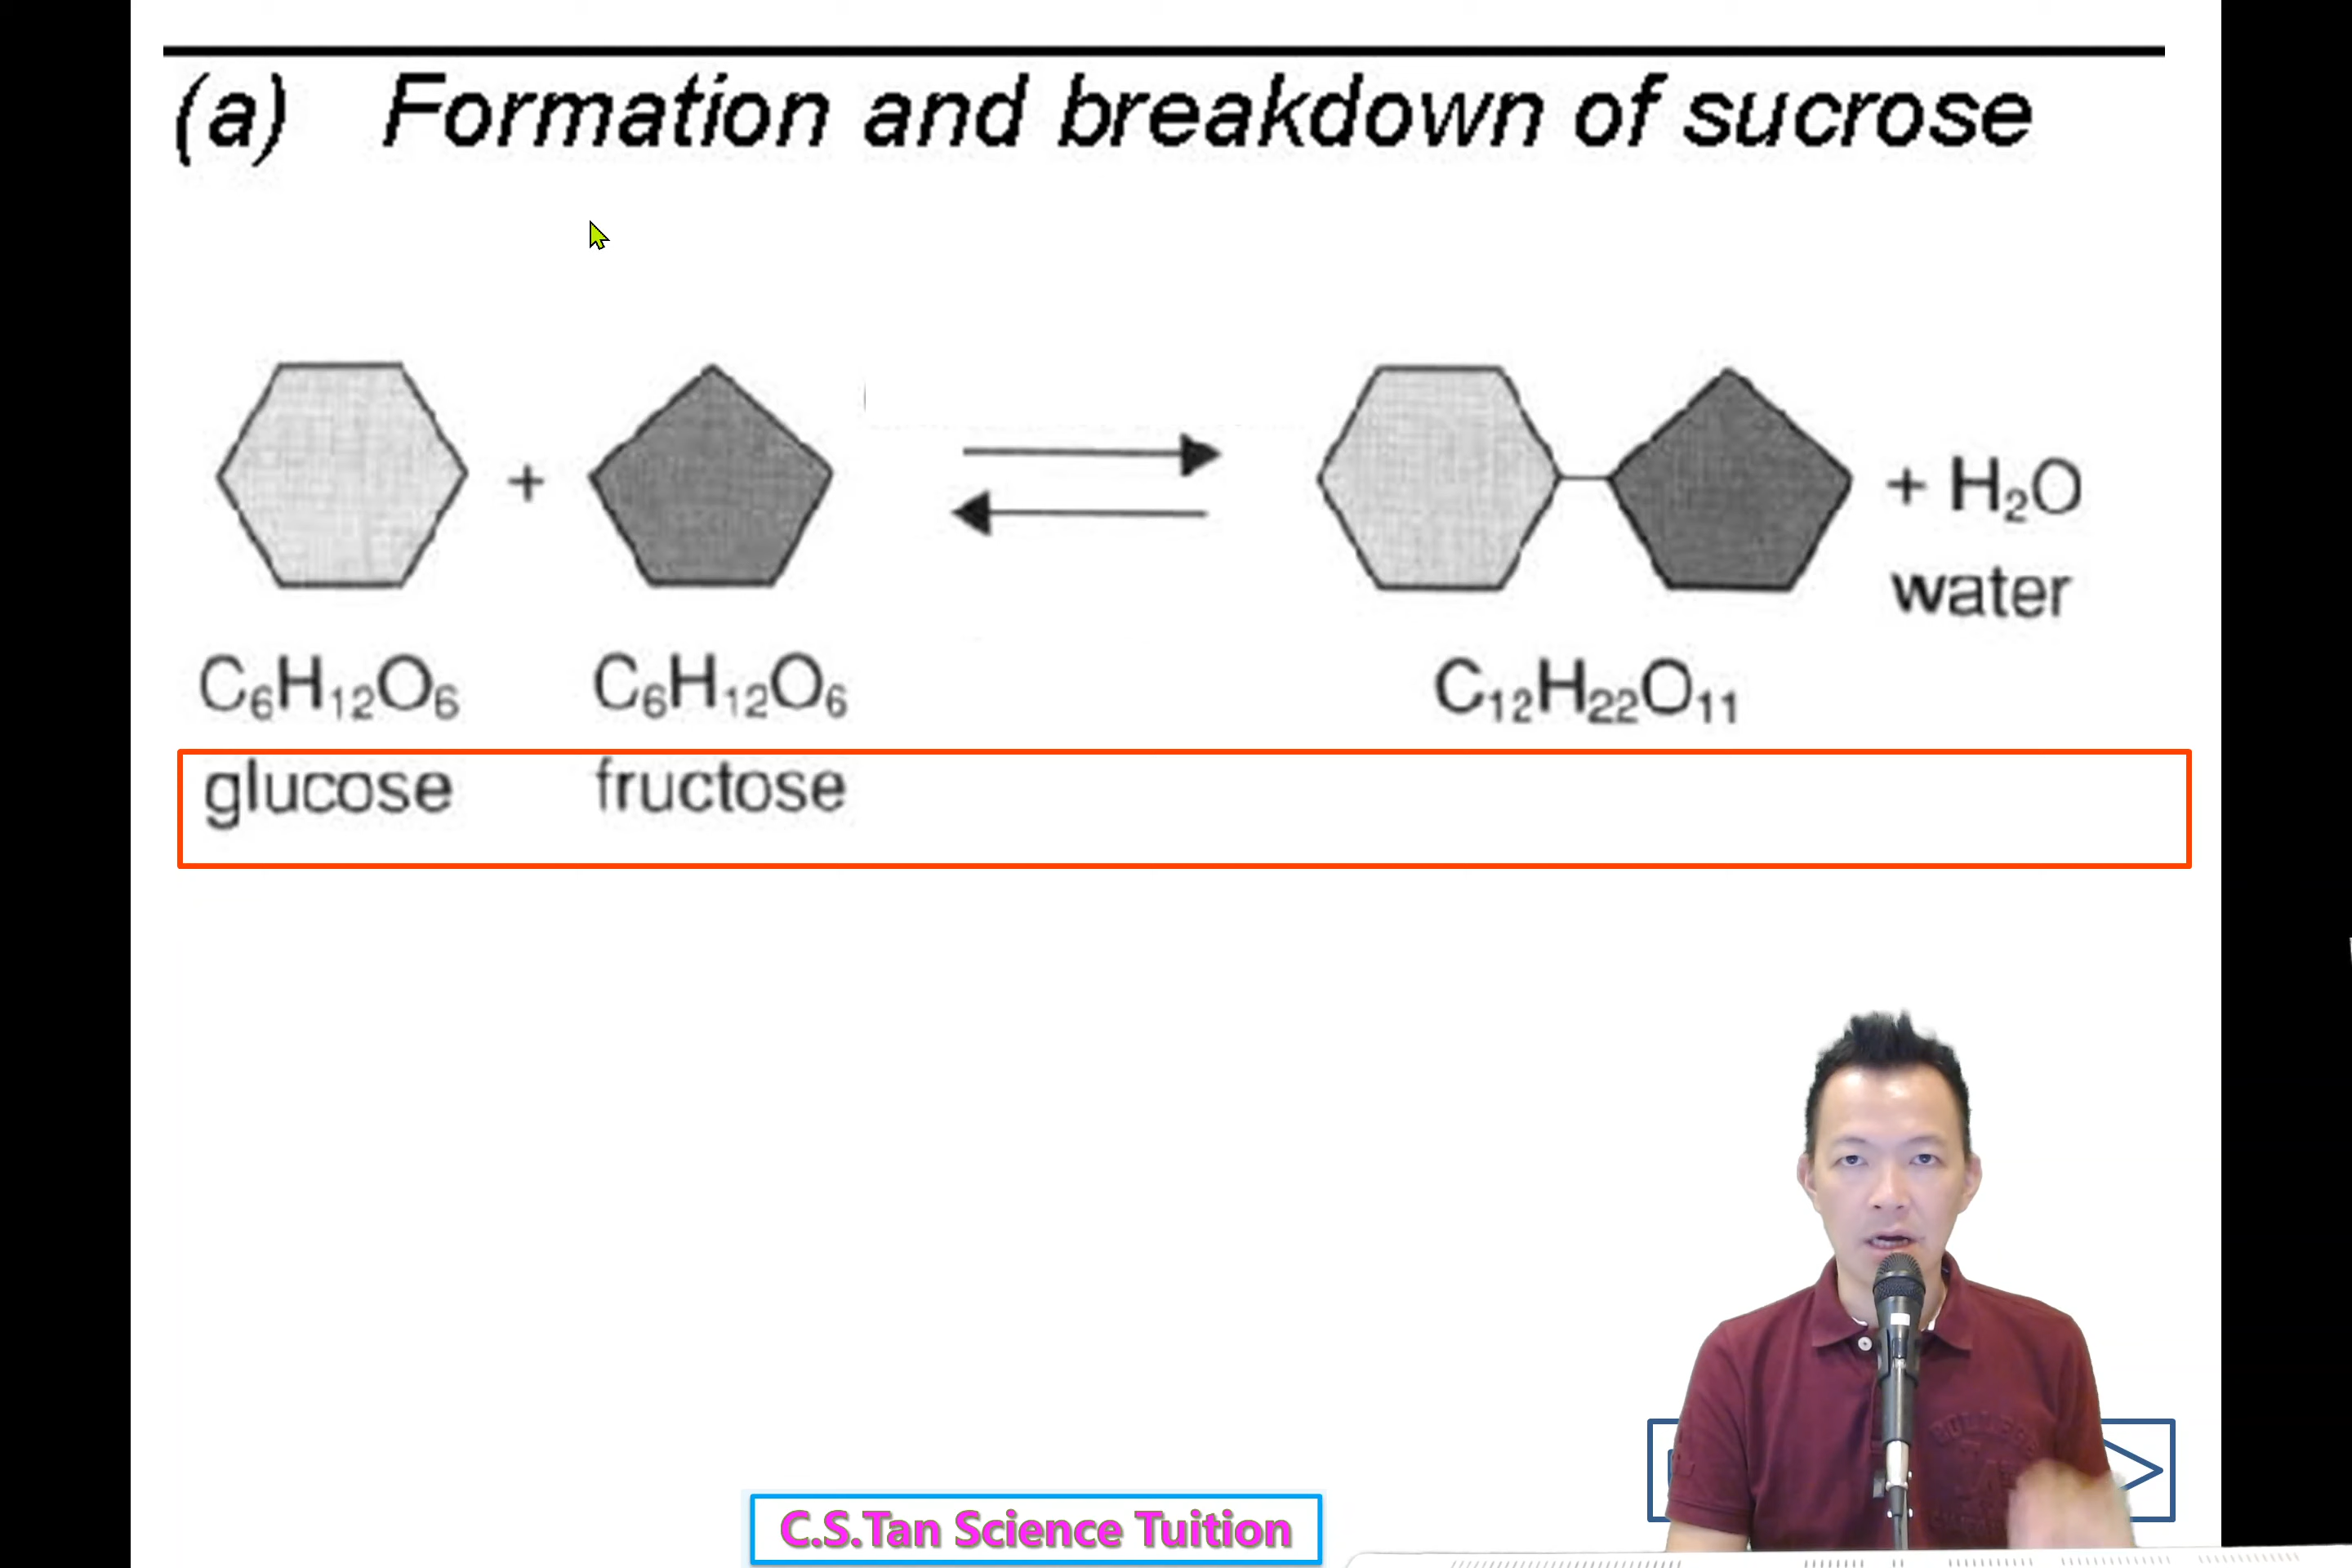 (a) Formation and breakdown of sucrose
+
+ H₂O
water
C₆H₁₂O₆ C₆H₁₂O₆ C₁₂H₂₂O₁₁
glucose fructose
C.S.Tan Science Tuition